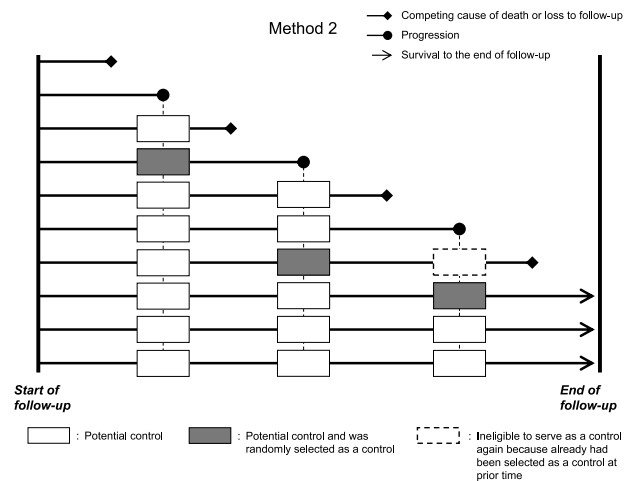 Method 2
Competing cause of death or loss to follow-up
Progression
Survival to the end of follow-up
Start of
follow-up
End of
follow-up
: Potential control
: Potential control and was
randomly selected as a control
: Ineligible to serve as a control
again because already had
been selected as a control at
prior time